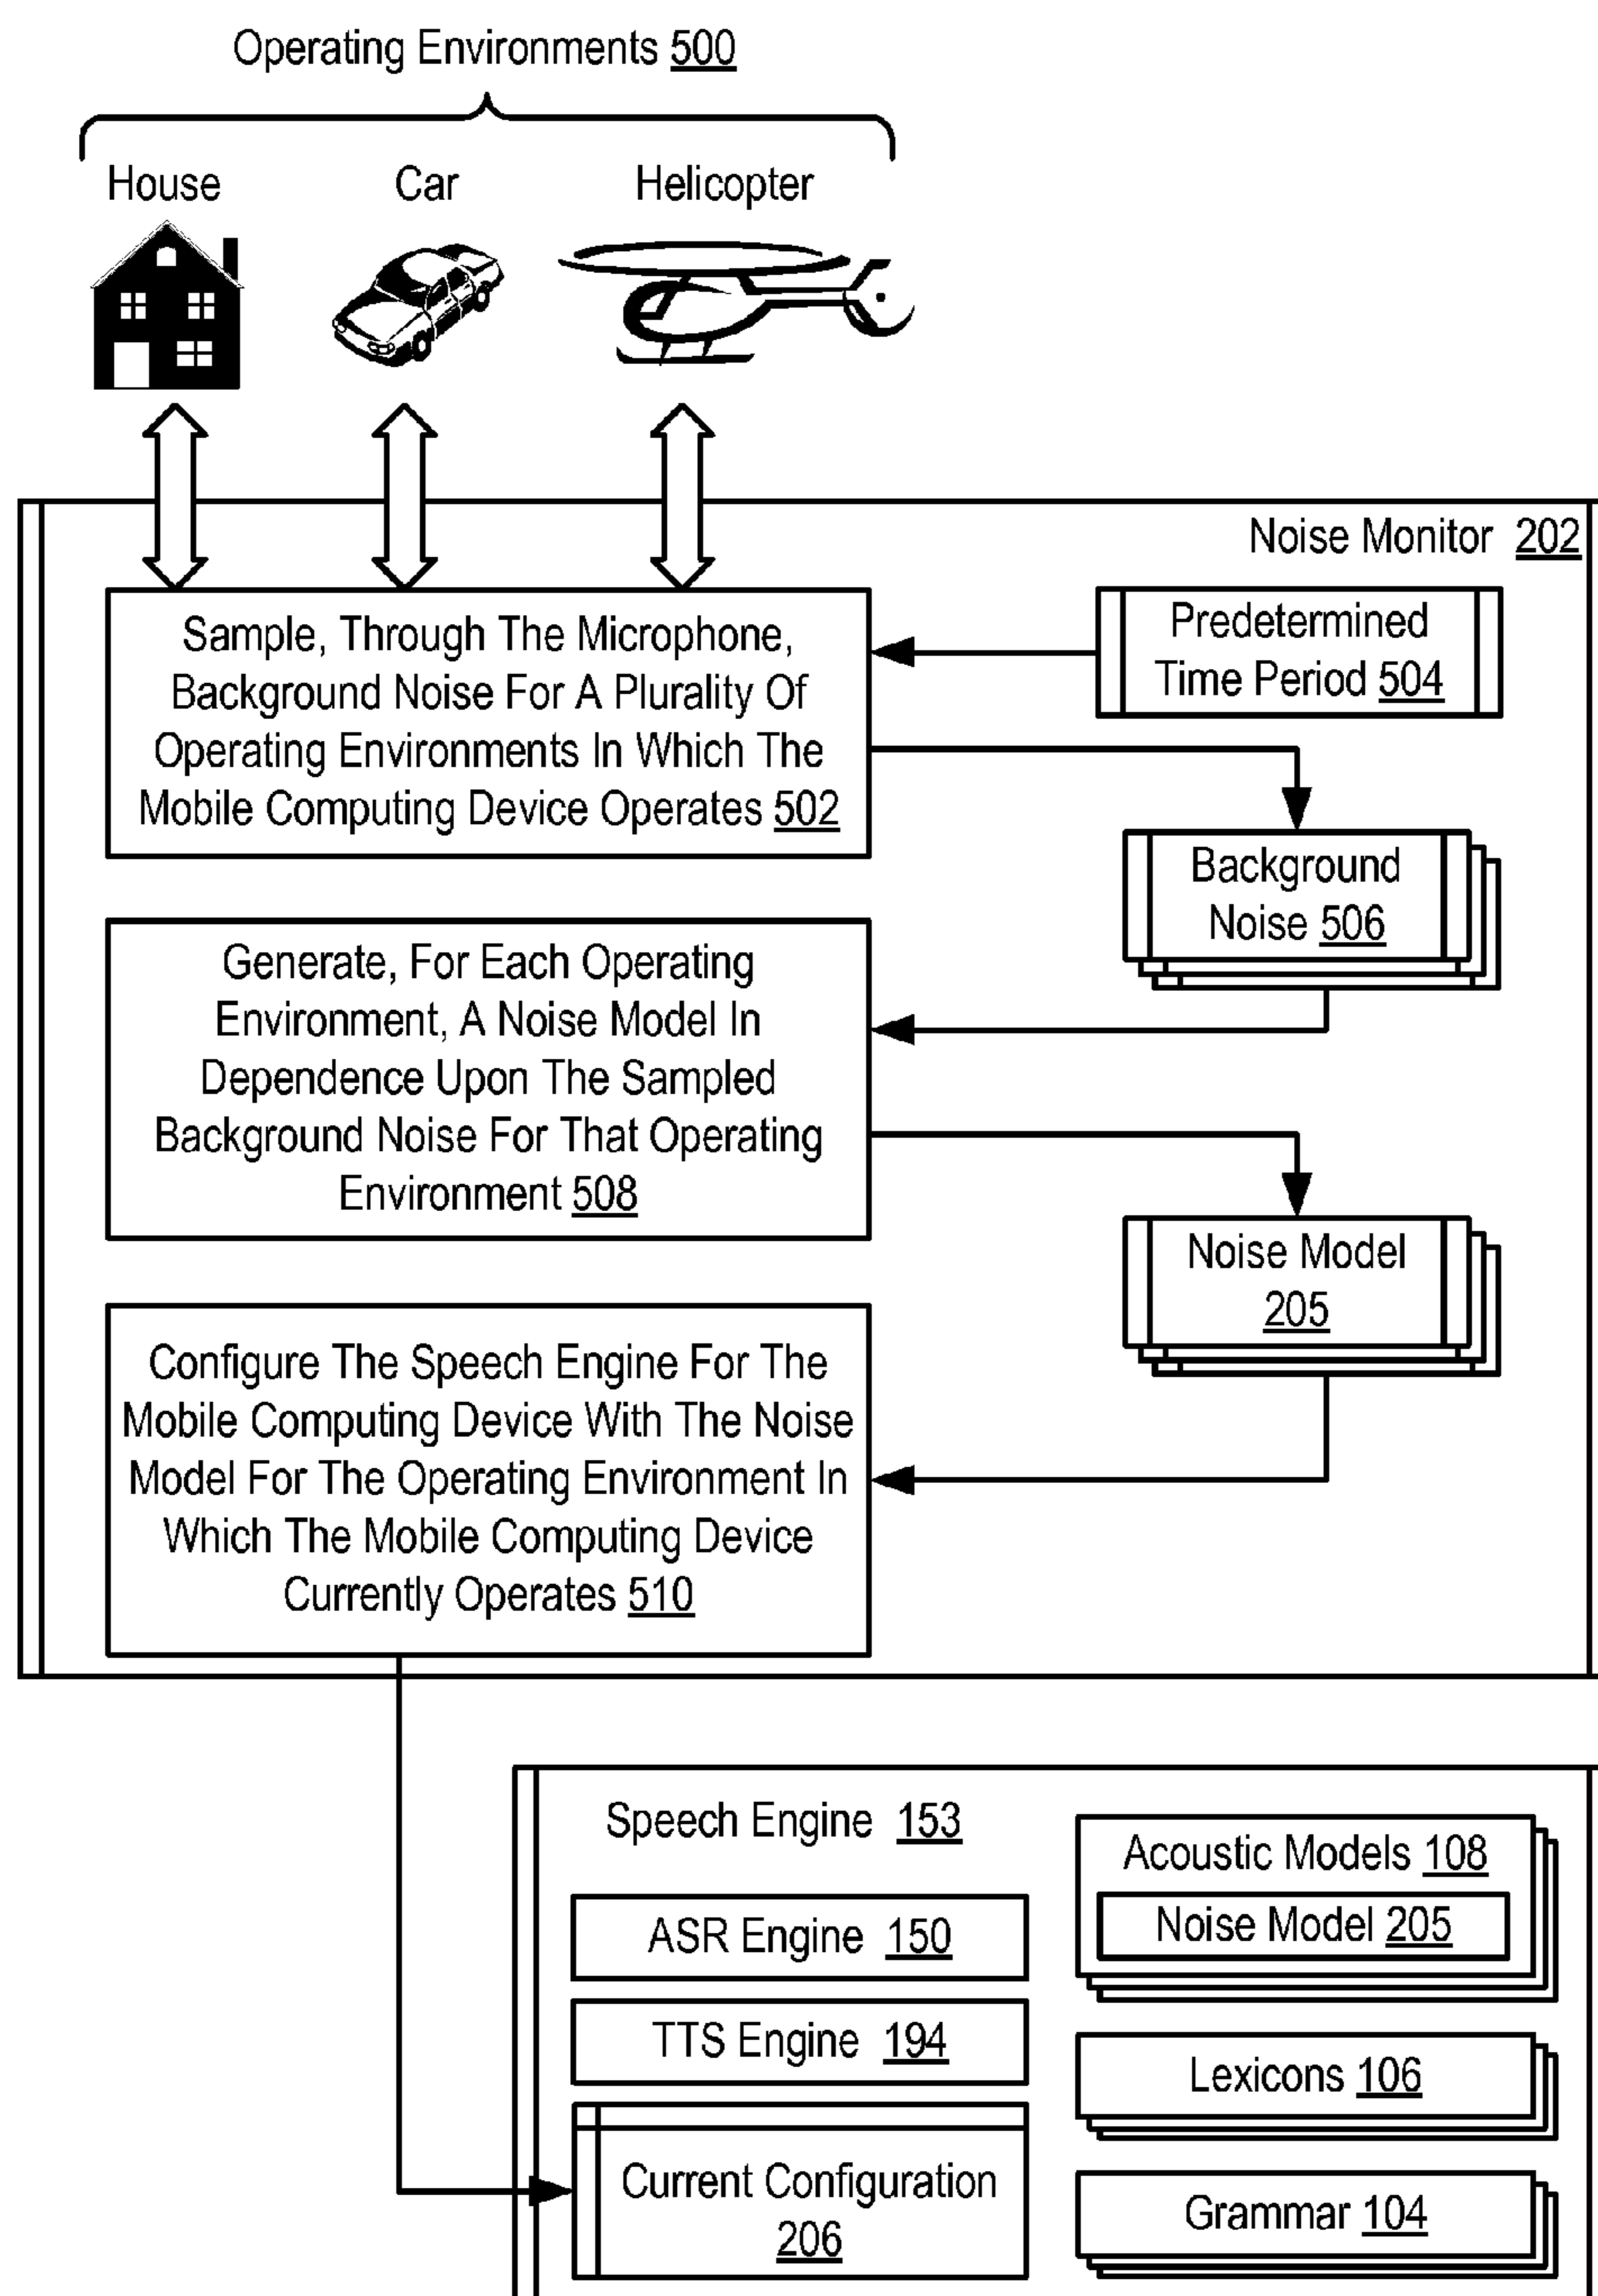 Operating Environments 500
House
Car
Helicopter
Noise Monitor 202
Sample, Through The Microphone,
Background Noise For A Plurality Of
Operating Environments In Which The
Mobile Computing Device Operates 502
Predetermined
Time Period 504
Background
Noise 506
Generate, For Each Operating
Environment, A Noise Model In
Dependence Upon The Sampled
Background Noise For That Operating
Environment 508
Noise Model
205
Configure The Speech Engine For The
Mobile Computing Device With The Noise
Model For The Operating Environment In
Which The Mobile Computing Device
Currently Operates 510
Speech Engine 153
ASR Engine 150
TTS Engine 194
Current Configuration
206
Acoustic Models 108
Noise Model 205
Lexicons 106
Grammar 104